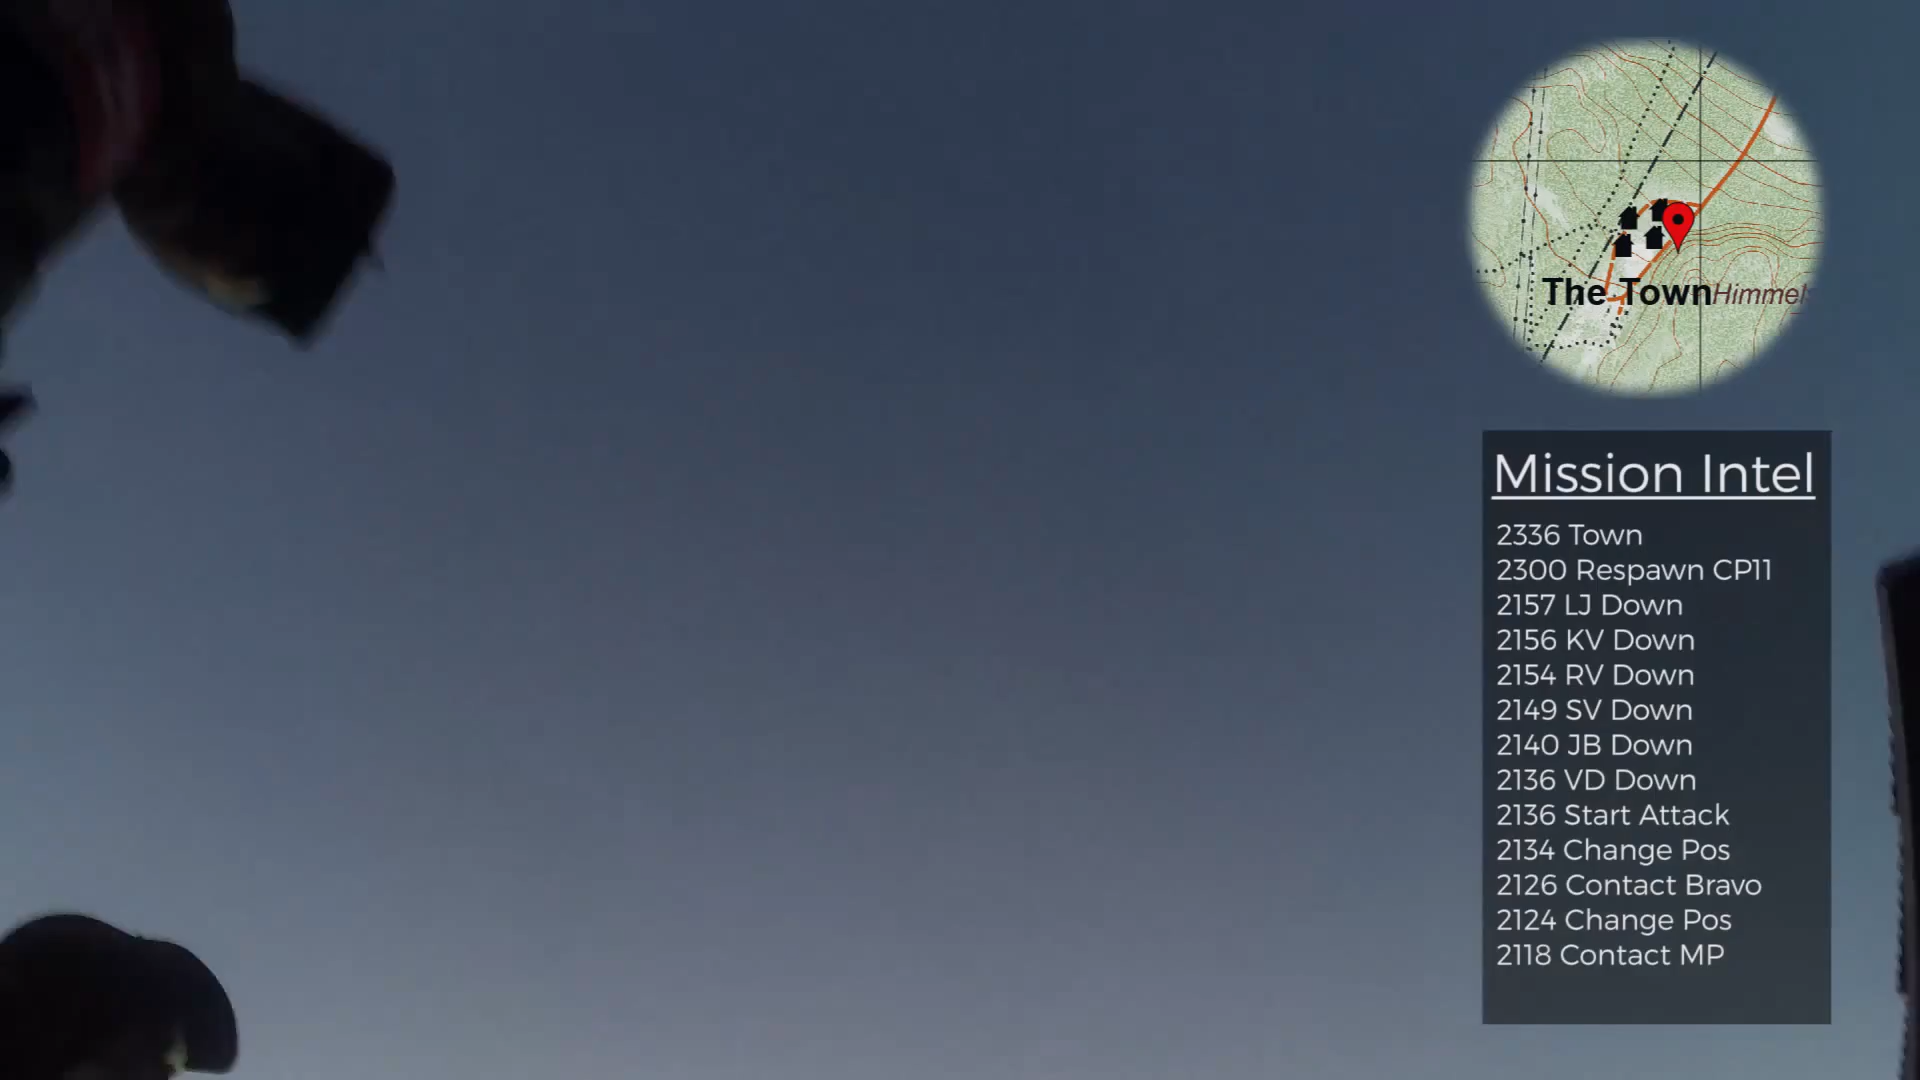 The Town
Himmel
Mission Intel
2336 Town
2300 Respawn CP11
2157 LJ Down
2156 KV Down
2154 RV Down
2149 SV Down
2140 JB Down
2136 VD Down
2136 Start Attack
2134 Change Pos
2126 Contact Bravo
2124 Change Pos
2118 Contact MP